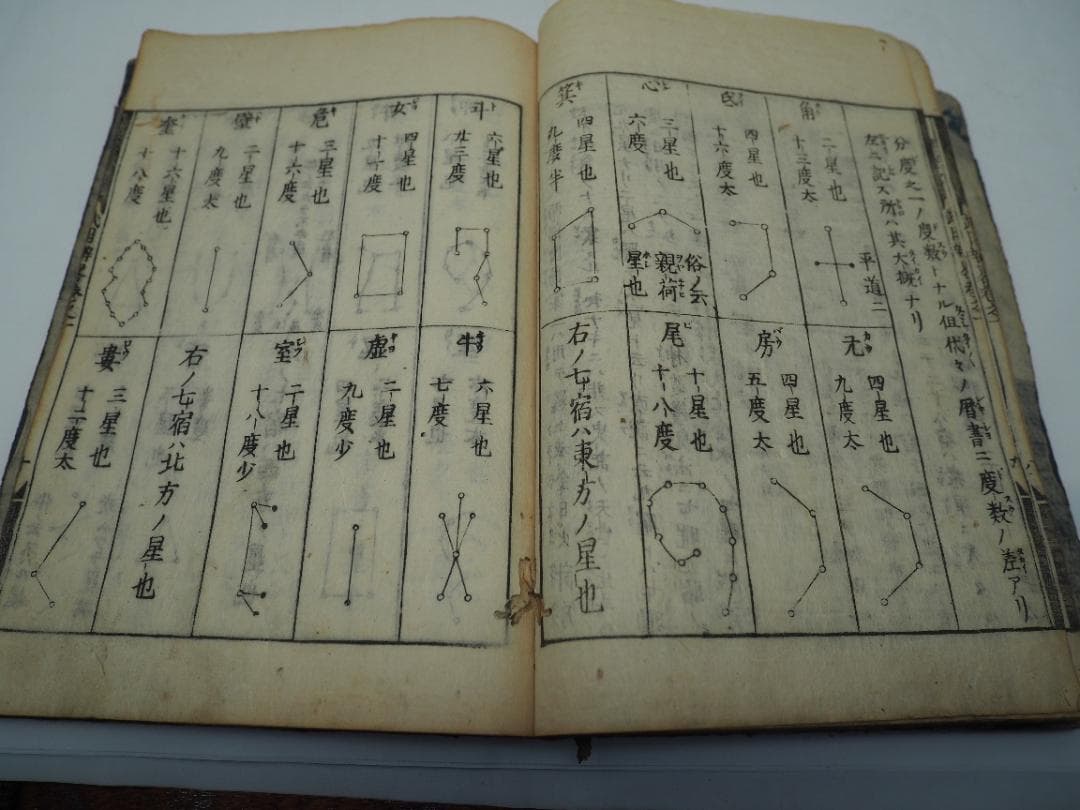 分度之一ノ度数トナル但代々ノ暦書ニ度数ノ差アリ
左ニ記ス所ハ其大概ナリ
角
二星也 平道二
十三度太
亢
四星也
九度太
氐
四星也
十六度太
房
四星也
五度太
心
三星也 俗ノ云
六度 親荷
星也
尾
十星也
十八度
箕
四星也
九度半
右ノ七宿ハ東方ノ星也
斗
六星也
廿三度
牛
六星也
七度
女
四星也
十一度
虚
二星也
九度少
危
三星也
十六度
室
二星也
十八度少
壁
二星也
九度太
右ノ七宿ハ北方ノ星也
奎
十六星也
十八度
婁
三星也
十二度太